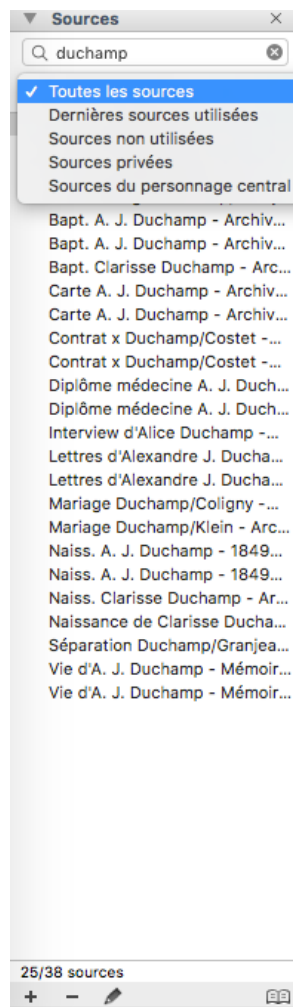 Sources
duchamp
Toutes les sources
Dernières sources utilisées
Sources non utilisées
Sources privées
Sources du personnage central
Bapt. A. J. Duchamp - Archiv...
Bapt. A. J. Duchamp - Archiv...
Bapt. Clarisse Duchamp - Arc...
Carte A. J. Duchamp - Archiv...
Carte A. J. Duchamp - Archiv...
Contrat x Duchamp/Costet -...
Contrat x Duchamp/Costet -...
Diplôme médecine A. J. Duch...
Diplôme médecine A. J. Duch...
Interview d'Alice Duchamp -...
Lettres d'Alexandre J. Ducha...
Lettres d'Alexandre J. Ducha...
Mariage Duchamp/Coligny -...
Mariage Duchamp/Klein - Arc...
Naiss. A. J. Duchamp - 1849...
Naiss. A. J. Duchamp - 1849...
Naiss. Clarisse Duchamp - Ar...
Naissance de Clarisse Ducha...
Séparation Duchamp/Granjea...
Vie d'A. J. Duchamp - Mémoir...
Vie d'A. J. Duchamp - Mémoir...
25/38 sources